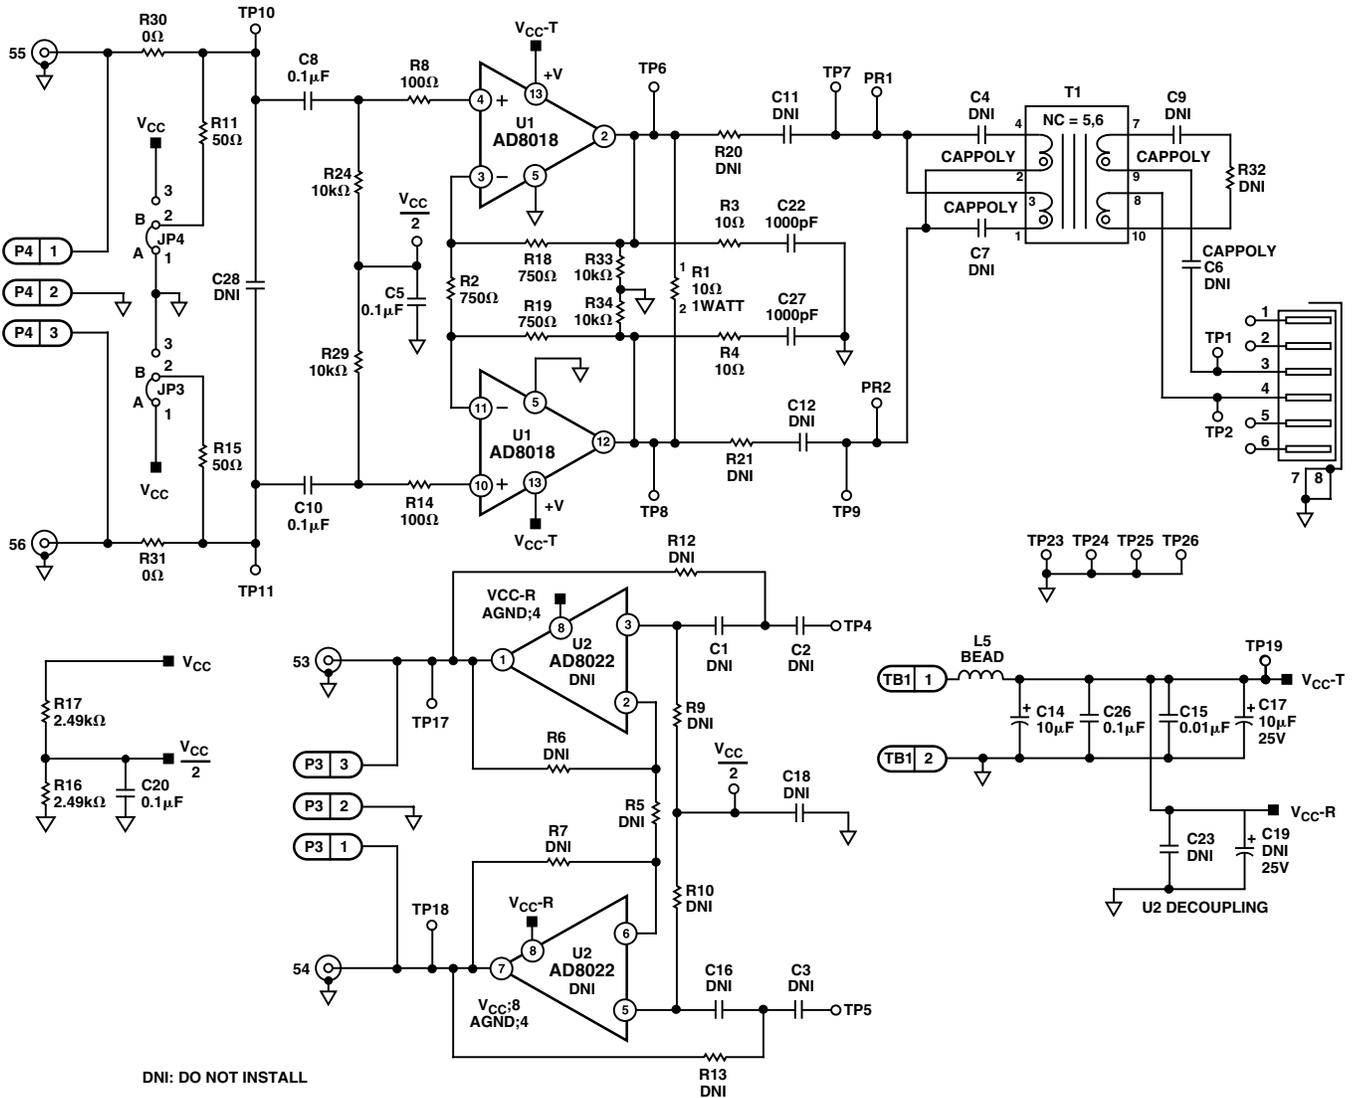 TP10
R30
0Ω
55
VCC-T
C8
0.1µF
R8
100Ω
+V
13
4 +
U1
AD8018
2
3 −
5
TP6
C11
DNI
R20
DNI
TP7
PR1
C4
DNI
T1
NC = 5,6
C9
DNI
4
7
CAPPOLY
CAPPOLY
2
9
R32
DNI
CAPPOLY
3
8
1
10
C7
DNI
CAPPOLY
C6
DNI
VCC
R11
50Ω
3
B 2
JP4
A 1
P4 1
P4 2
P4 3
3
2
B
JP3
A
1
VCC
R15
50Ω
C28
DNI
R24
10kΩ
VCC
2
C5
0.1µF
R29
10kΩ
R2
750Ω
R18
750Ω
R19
750Ω
R33
10kΩ
R34
10kΩ
R3
10Ω
C22
1000pF
1
R1
10Ω
2 1WATT
C27
1000pF
R4
10Ω
5
11 −
U1
AD8018
12
10 +
13
+V
VCC-T
R14
100Ω
C10
0.1µF
C12
DNI
R21
DNI
PR2
TP8
TP9
1
2
TP1
3
4
TP2
5
6
7 8
56
R31
0Ω
TP11
R12
DNI
TP23 TP24 TP25 TP26
VCC-R
AGND;4
8
3
U2
AD8022
DNI
1
2
C1
DNI
C2
DNI
TP4
53
TP17
R6
DNI
R9
DNI
P3 3
P3 2
P3 1
R5
DNI
VCC
2
C18
DNI
R7
DNI
R10
DNI
TP18
VCC-R
8
6
U2
AD8022
DNI
7
5
VCC;8
AGND;4
54
C16
DNI
C3
DNI
TP5
R13
DNI
VCC
R17
2.49kΩ
VCC
2
R16
2.49kΩ
C20
0.1µF
L5
BEAD
TP19
TB1 1
VCC-T
+
C14
10µF
C26
0.1µF
C15
0.01µF
+ C17
10µF
25V
TB1 2
VCC-R
C23
DNI
+ C19
DNI
25V
U2 DECOUPLING
DNI: DO NOT INSTALL